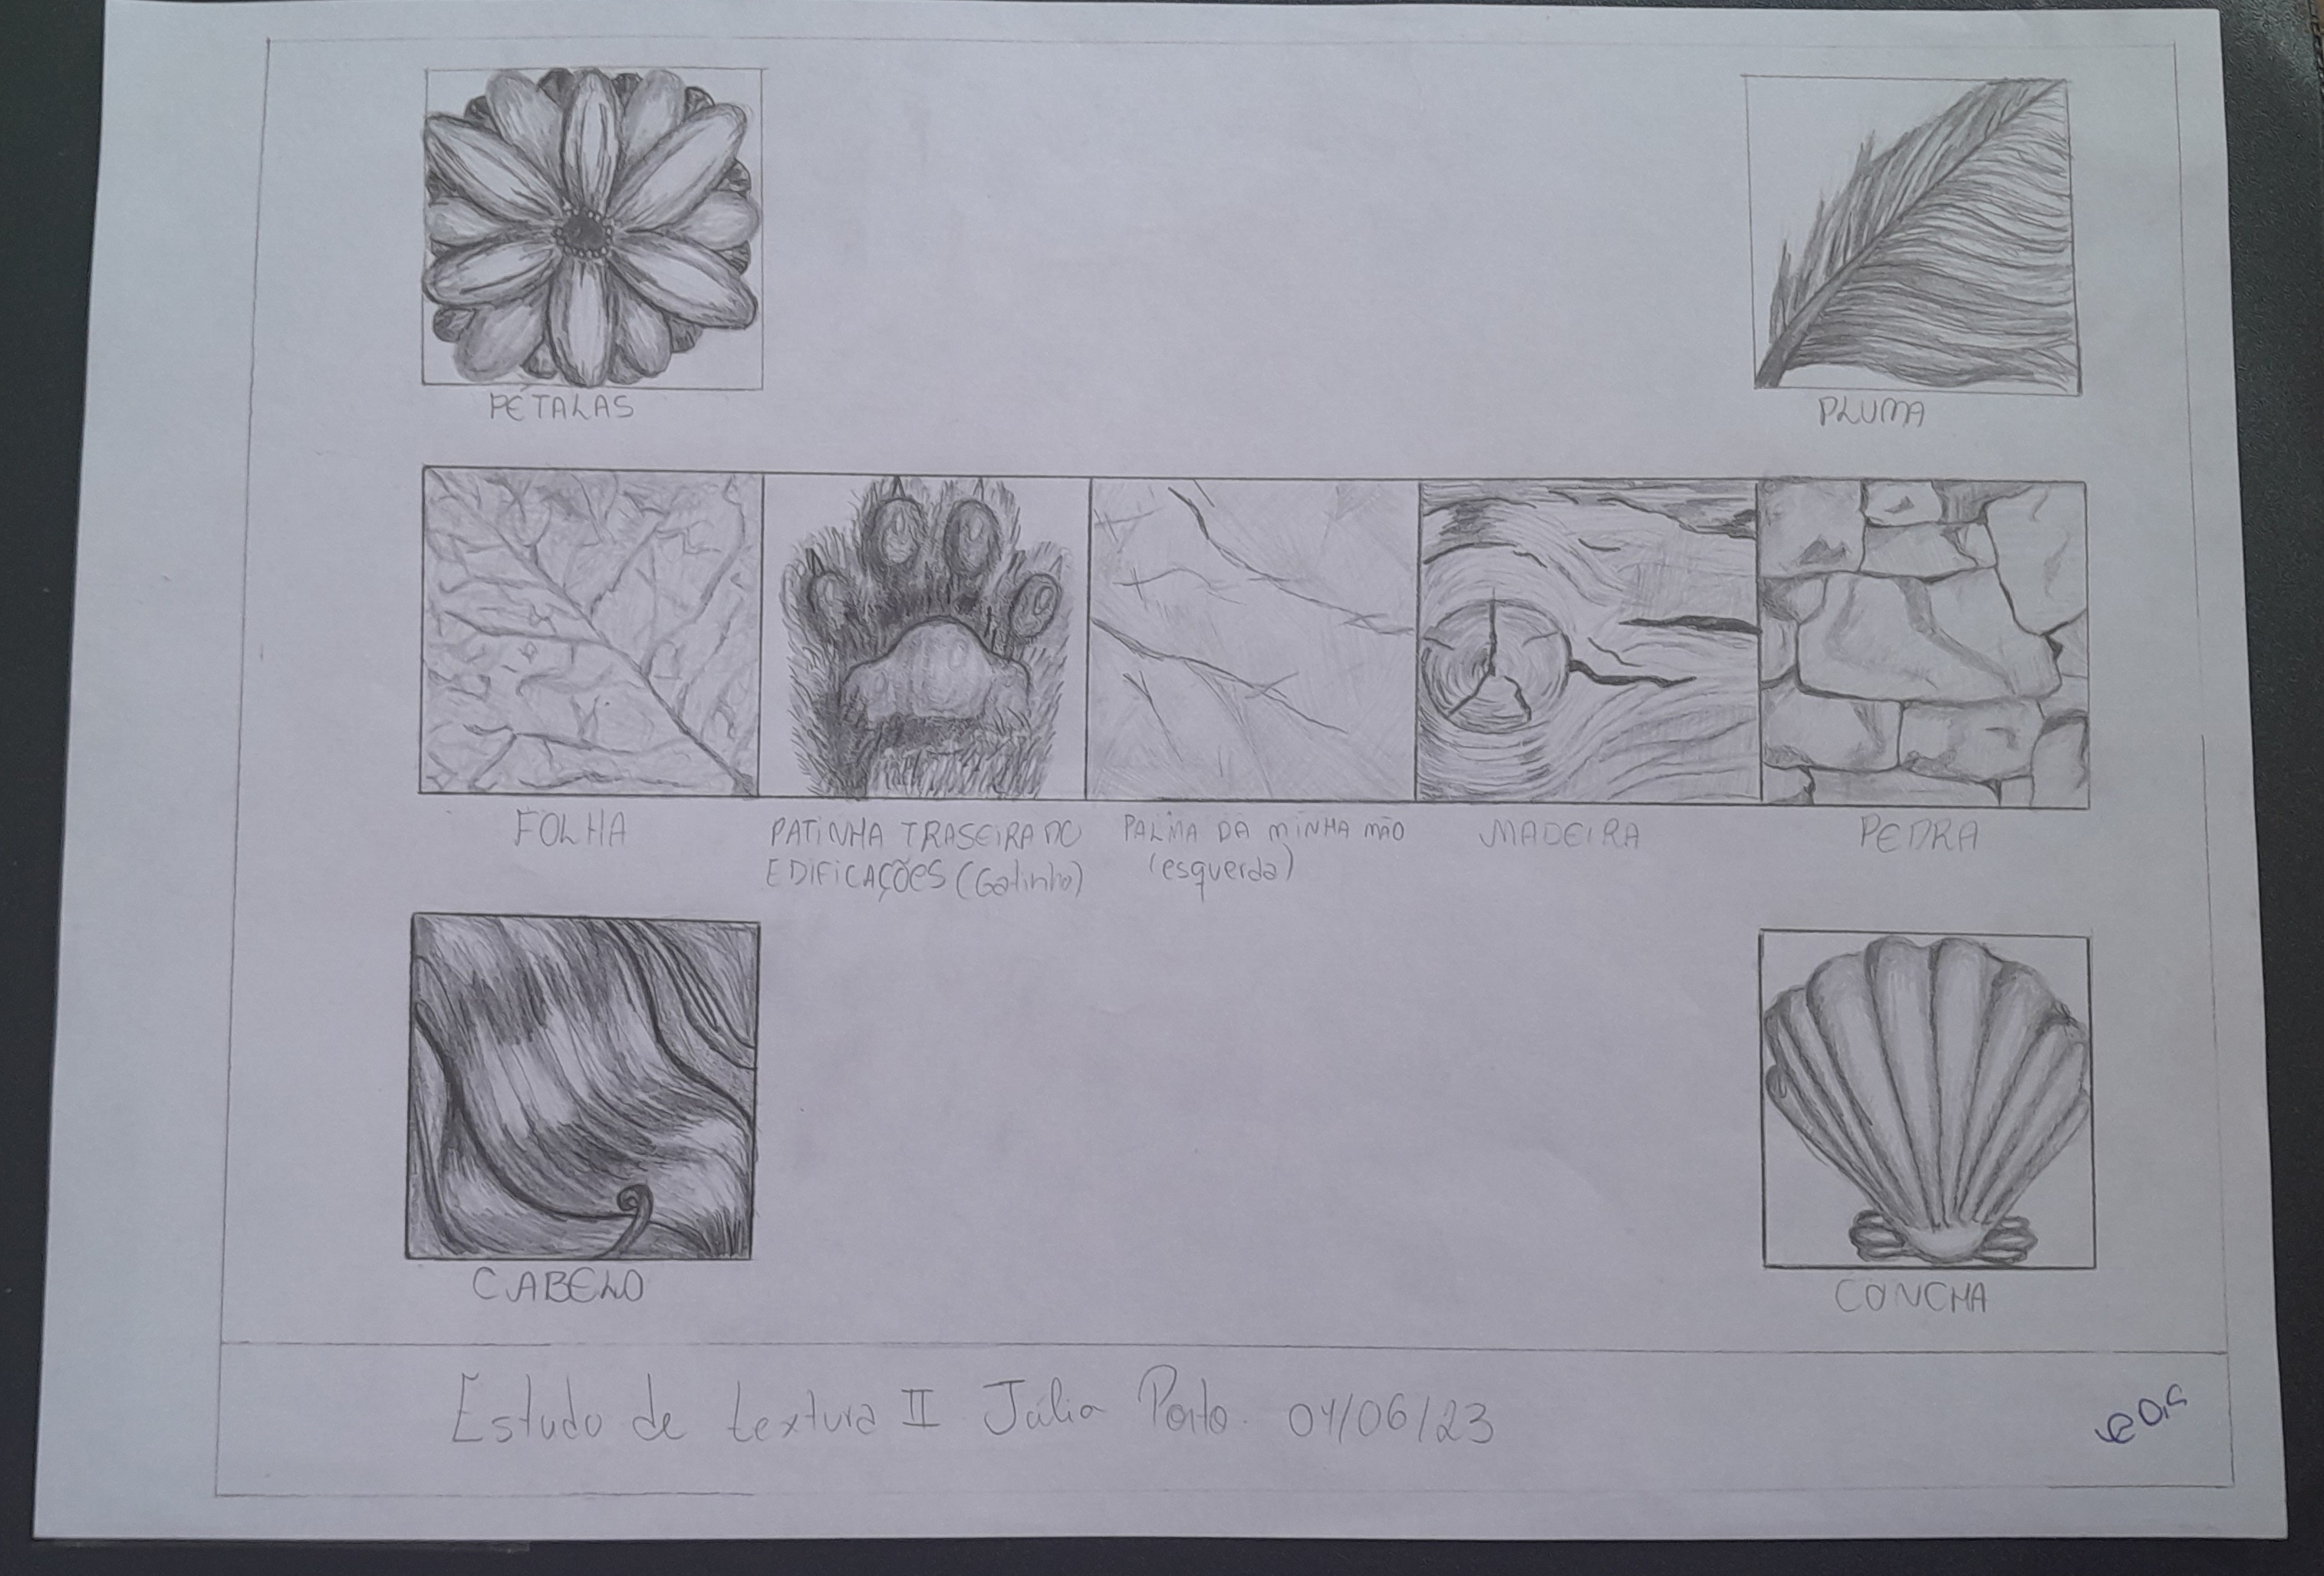 PÉTALAS
PLUMA
FOLHA
PATINHA TRASEIRA DO
EDIFICAÇÕES (Gatinho)
PALMA DA MINHA MÃO
(esquerda)
MADEIRA
PEDRA
CABELO
CONCHA
Estudo de textura II Júlia Porto. 04/06/23